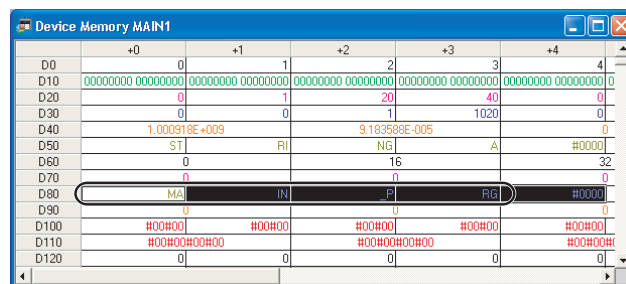 Device Memory MAIN1
+0 +1 +2 +3 +4
D0 0 1 2 3 4
D10 00000000 00000000 00000000 00000000 00000000 00000000 00000000 00000000 00000000 00000000 0
D20 0 1 20 40 0
D30 0 0 1 1020 0
D40 1.000918E+009 9.183588E-005 0
D50 ST RI NG A #0000
D60 0 16 32
D70 0 0 0
D80 MA IN _P RG #0000
D90 0 0 0
D100 #00#00 #00#00 #00#00 #00#00 #00#00
D110 #00#00#00#00 #00#00#00#00 #00#00#
D120 0 0 0 0 0